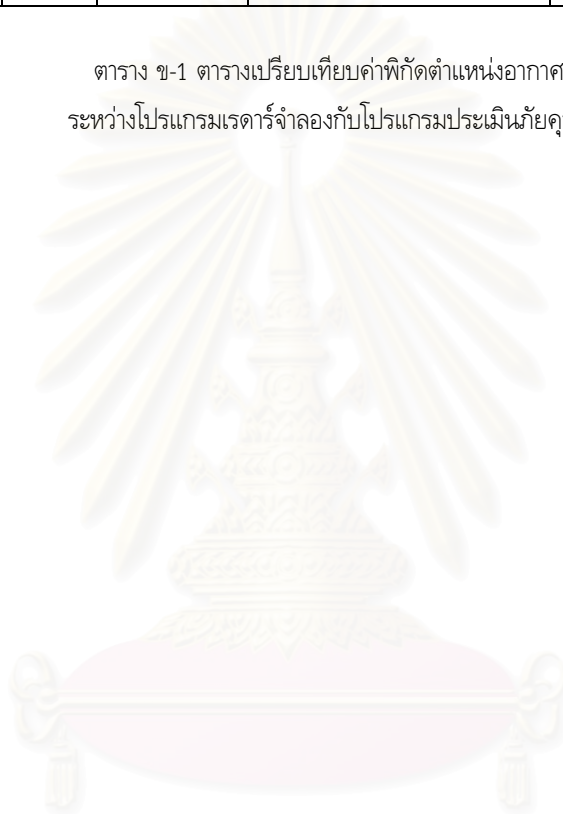 ตาราง ข-1 ตารางเปรียบเทียบค่าพิกัดตำแหน่งอากาศ
ระหว่างโปรแกรมเรดาร์จำลองกับโปรแกรมประเมินภัยคุ